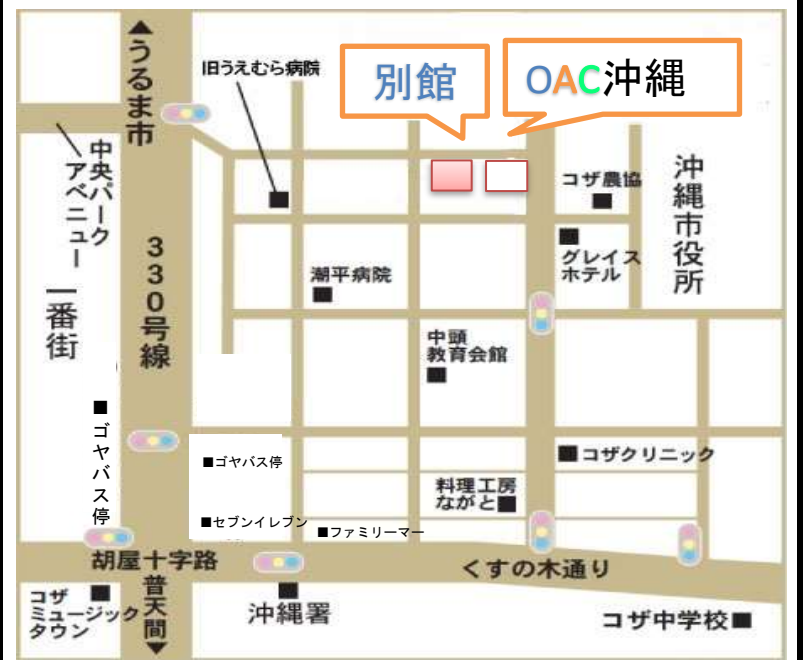 ▲うるま市
旧うえむら病院
別館
OAC沖縄
中央パーク
アベニュー
一番街
330号線
コザ農協
沖縄市役所
グレイス
ホテル
潮平病院
中頭
教育会館
■ゴヤバス停
■ゴヤバス停
■コザクリニック
料理工房
ながと■
■セブンイレブン
■ファミリーマー
胡屋十字路
くすの木通り
コザ
ミュージック
タウン
普天間▼
沖縄署
コザ中学校■